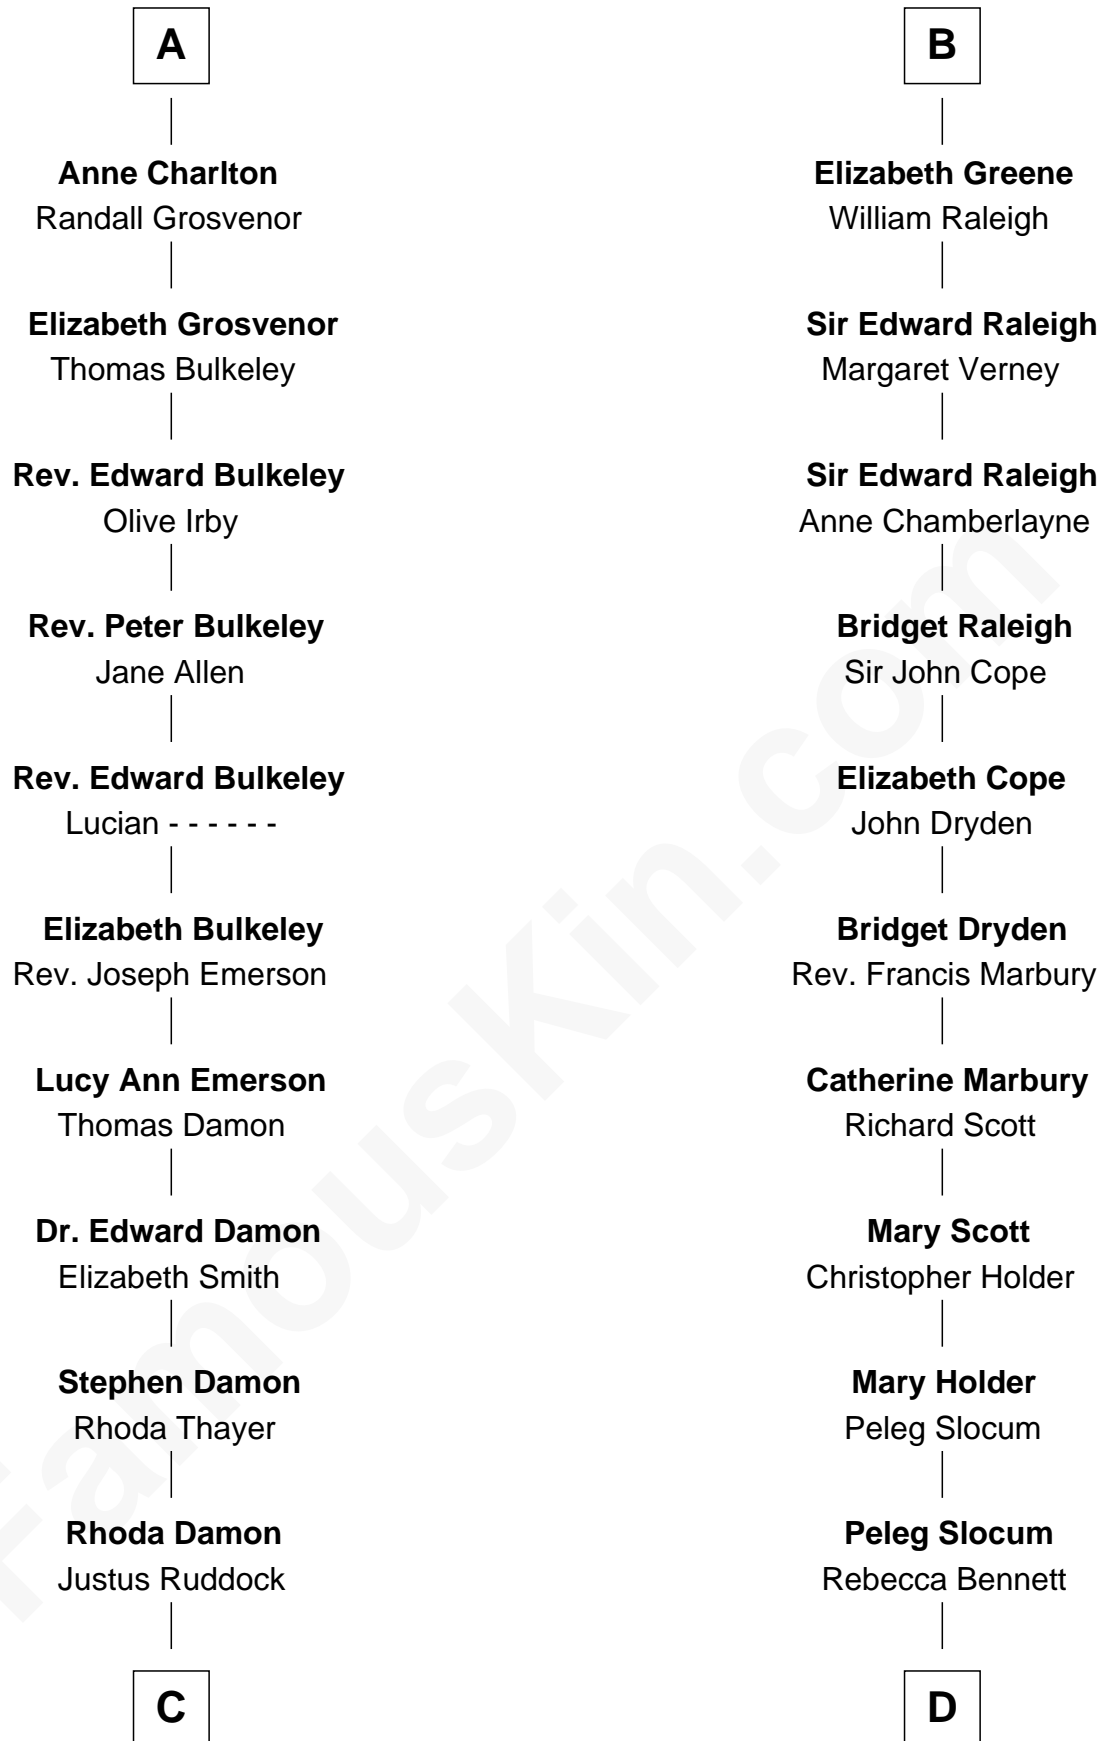 A
Anne Charlton
Randall Grosvenor
Elizabeth Grosvenor
Thomas Bulkeley
Rev. Edward Bulkeley
Olive Irby
Rev. Peter Bulkeley
Jane Allen
Rev. Edward Bulkeley
Lucian - - - - - -
Elizabeth Bulkeley
Rev. Joseph Emerson
Lucy Ann Emerson
Thomas Damon
Dr. Edward Damon
Elizabeth Smith
Stephen Damon
Rhoda Thayer
Rhoda Damon
Justus Ruddock
C
B
Elizabeth Greene
William Raleigh
Sir Edward Raleigh
Margaret Verney
Sir Edward Raleigh
Anne Chamberlayne
Bridget Raleigh
Sir John Cope
Elizabeth Cope
John Dryden
Bridget Dryden
Rev. Francis Marbury
Catherine Marbury
Richard Scott
Mary Scott
Christopher Holder
Mary Holder
Peleg Slocum
Peleg Slocum
Rebecca Bennett
D
FamousKin.com